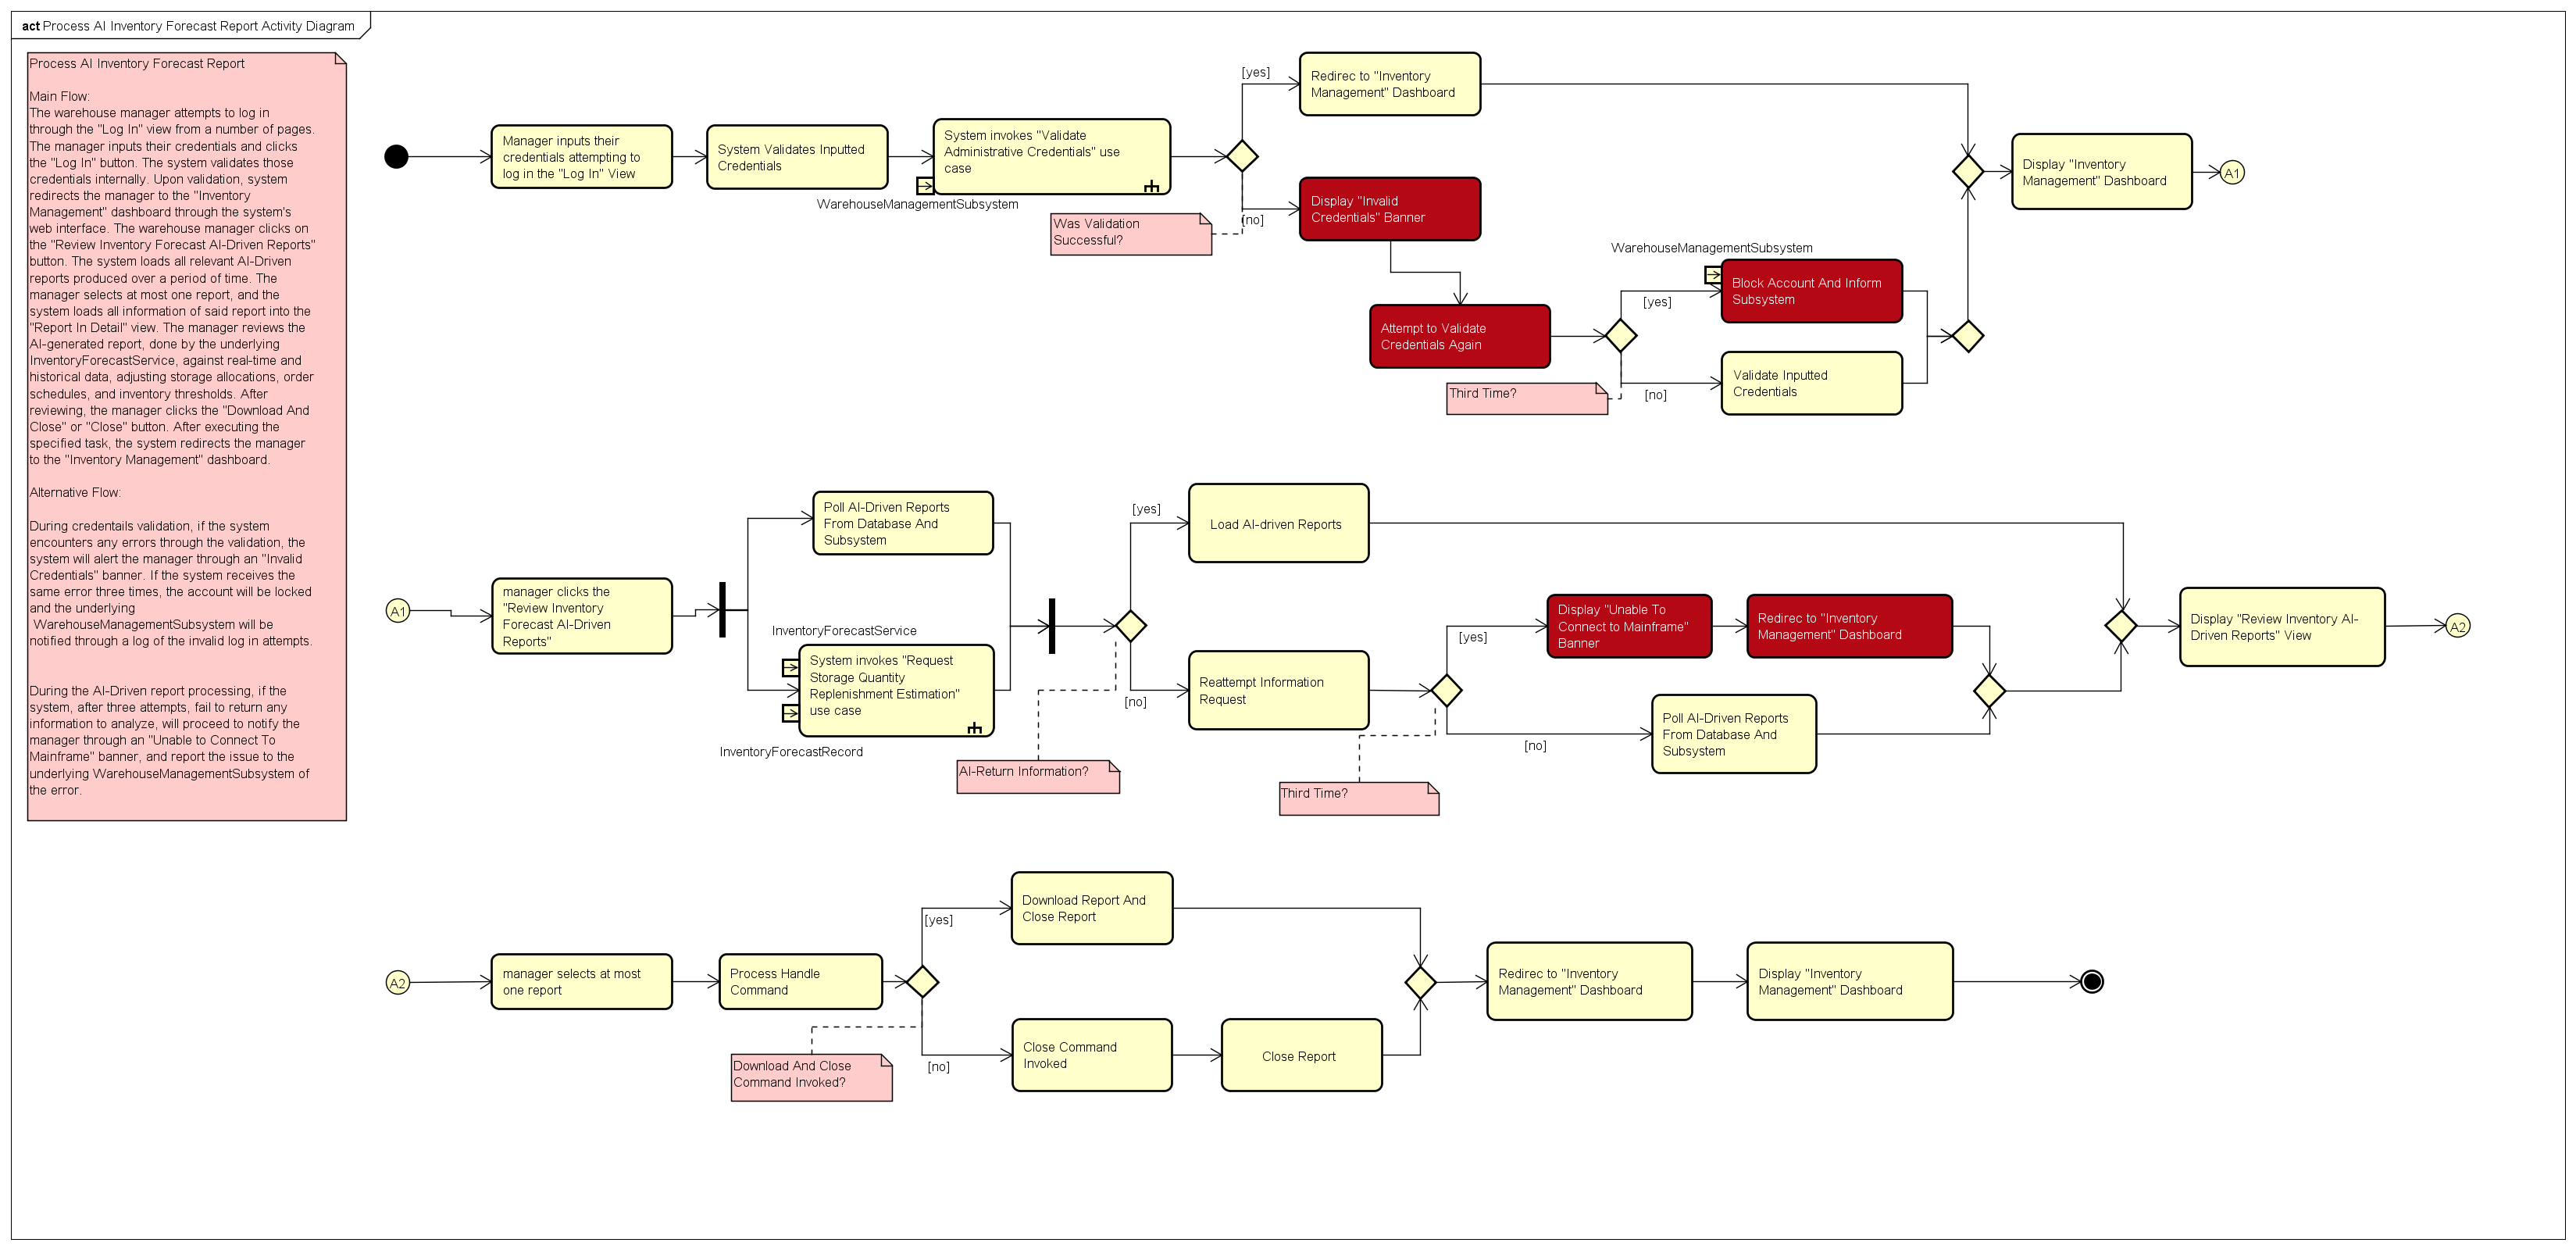 act Process AI Inventory Forecast Report Activity Diagram
Process AI Inventory Forecast Report
Main Flow:
The warehouse manager attempts to log in
through the "Log In" view from a number of pages.
The manager inputs their credentials and clicks
the "Log In" button. The system validates those
credentials internally. Upon validation, system
redirects the manager to the "Inventory
Management" dashboard through the system's
web interface. The warehouse manager clicks on
the "Review Inventory Forecast AI-Driven Reports"
button. The system loads all relevant AI-Driven
reports produced over a period of time. The
manager selects at most one report, and the
system loads all information of said report into the
"Report In Detail" view. The manager reviews the
AI-generated report, done by the underlying
InventoryForecastService, against real-time and
historical data, adjusting storage allocations, order
schedules, and inventory thresholds. After
reviewing, the manager clicks the "Download And
Close" or "Close" button. After executing the
specified task, the system redirects the manager
to the "Inventory Management" dashboard.
Alternative Flow:
During credentails validation, if the system
encounters any errors through the validation, the
system will alert the manager through an "Invalid
Credentials" banner. If the system receives the
same error three times, the account will be locked
and the underlying
WarehouseManagementSubsystem will be
notified through a log of the invalid log in attempts.
During the AI-Driven report processing, if the
system, after three attempts, fail to return any
information to analyze, will proceed to notify the
manager through an "Unable to Connect To
Mainframe" banner, and report the issue to the
underlying WarehouseManagementSubsystem of
the error.
Manager inputs their
credentials attempting to
log in the "Log In" View
System Validates Inputted
Credentials
System invokes "Validate
Administrative Credentials" use
case
WarehouseManagementSubsystem
Was Validation
Successful?
[yes]
[no]
Redirec to "Inventory
Management" Dashboard
Display "Invalid
Credentials" Banner
Attempt to Validate
Credentials Again
Third Time?
[yes]
[no]
WarehouseManagementSubsystem
Block Account And Inform
Subsystem
Validate Inputted
Credentials
Display "Inventory
Management" Dashboard
A1
A1
manager clicks the
"Review Inventory
Forecast AI-Driven
Reports"
Poll AI-Driven Reports
From Database And
Subsystem
InventoryForecastService
System invokes "Request
Storage Quantity
Replenishment Estimation"
use case
InventoryForecastRecord
AI-Return Information?
[yes]
[no]
Load AI-driven Reports
Reattempt Information
Request
Third Time?
[yes]
[no]
Display "Unable To
Connect to Mainframe"
Banner
Redirec to "Inventory
Management" Dashboard
Poll AI-Driven Reports
From Database And
Subsystem
Display "Review Inventory AI-
Driven Reports" View
A2
A2
manager selects at most
one report
Process Handle
Command
Download And Close
Command Invoked?
[yes]
[no]
Download Report And
Close Report
Close Command
Invoked
Close Report
Redirec to "Inventory
Management" Dashboard
Display "Inventory
Management" Dashboard